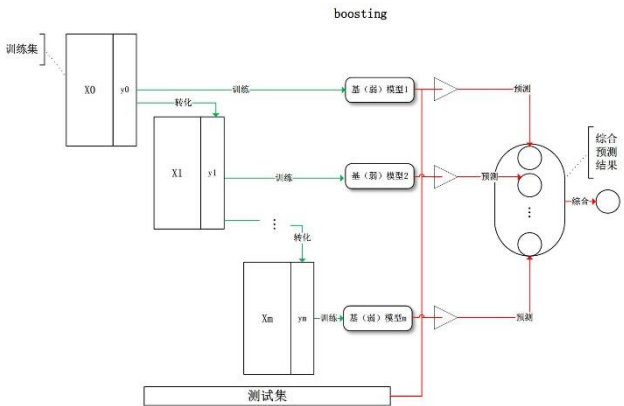 boosting
训练集
X0
y0
训练
基（弱）模型1
预测
转化
X1
y1
训练
基（弱）模型2
预测
综合
预测
结果
综合
⋮
转化
⋮
Xm
ym
训练
基（弱）模型m
预测
测试集